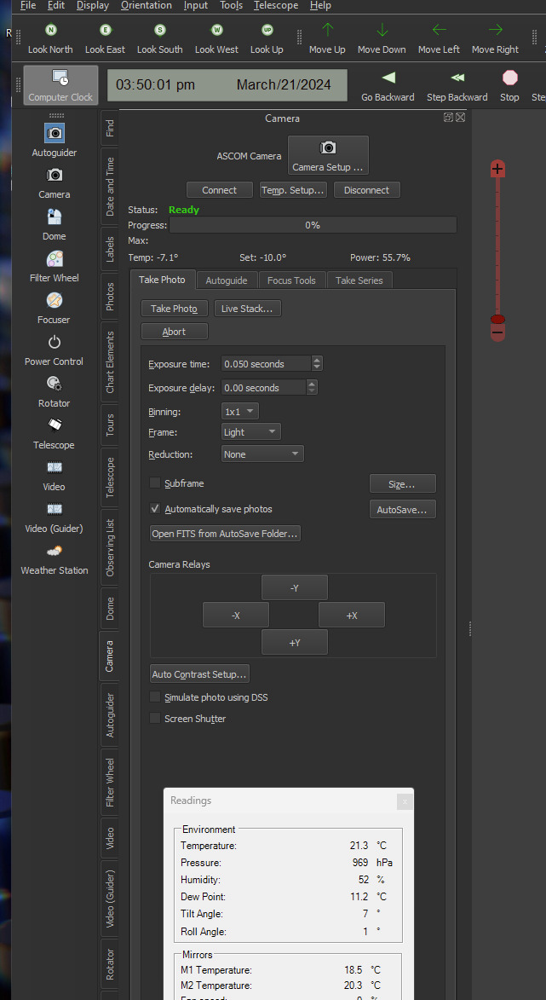 R
File Edit Display Orientation Input Tools Telescope Help
N E S W UP
Look North Look East Look South Look West Look Up Move Up Move Down Move Left Move Right
Computer Clock 03:50:01 pm March/21/2024 Go Backward Step Backward Stop Ste
Autoguider
Camera
Dome
Filter Wheel
Focuser
Power Control
Rotator
Telescope
Video
Video (Guider)
Weather Station
Find
Date and Time
Labels
Photos
Chart Elements
Tours
Telescope
Observing List
Dome
Camera
Autoguider
Filter Wheel
Video
Video (Guider)
Rotator
Camera
ASCOM Camera Camera Setup ...
Connect Temp. Setup... Disconnect
Status: Ready
Progress: 0%
Max:
Temp: -7.1° Set: -10.0° Power: 55.7%
Take Photo Autoguide Focus Tools Take Series
Take Photo Live Stack...
Abort
Exposure time: 0.050 seconds
Exposure delay: 0.00 seconds
Binning: 1x1
Frame: Light
Reduction: None
Subframe Size...
Automatically save photos AutoSave...
Open FITS from AutoSave Folder...
Camera Relays
-Y
-X +X
+Y
Auto Contrast Setup...
Simulate photo using DSS
Screen Shutter
Readings x
Environment
Temperature: 21.3 °C
Pressure: 969 hPa
Humidity: 52 %
Dew Point: 11.2 °C
Tilt Angle: 7 °
Roll Angle: 1 °
Mirrors
M1 Temperature: 18.5 °C
M2 Temperature: 20.3 °C